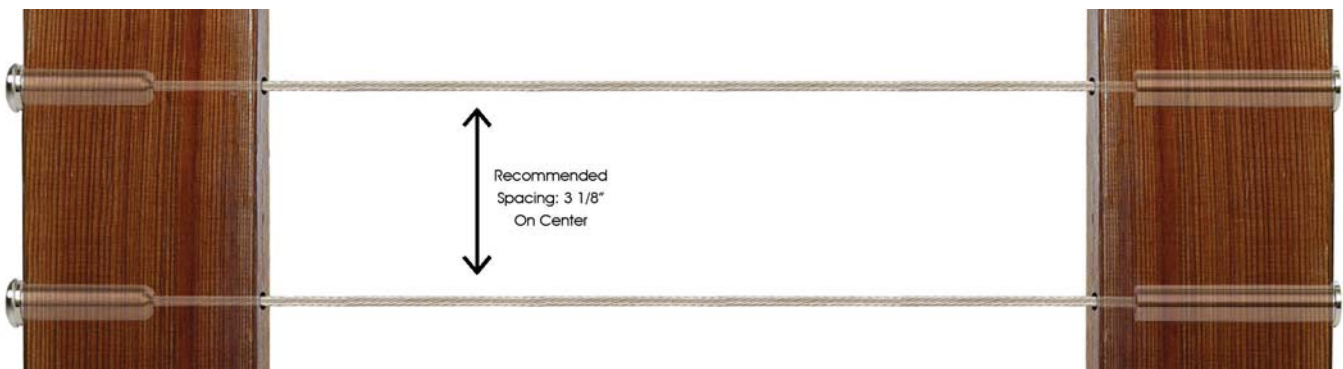 Recommended
Spacing: 3 1/8”
On Center